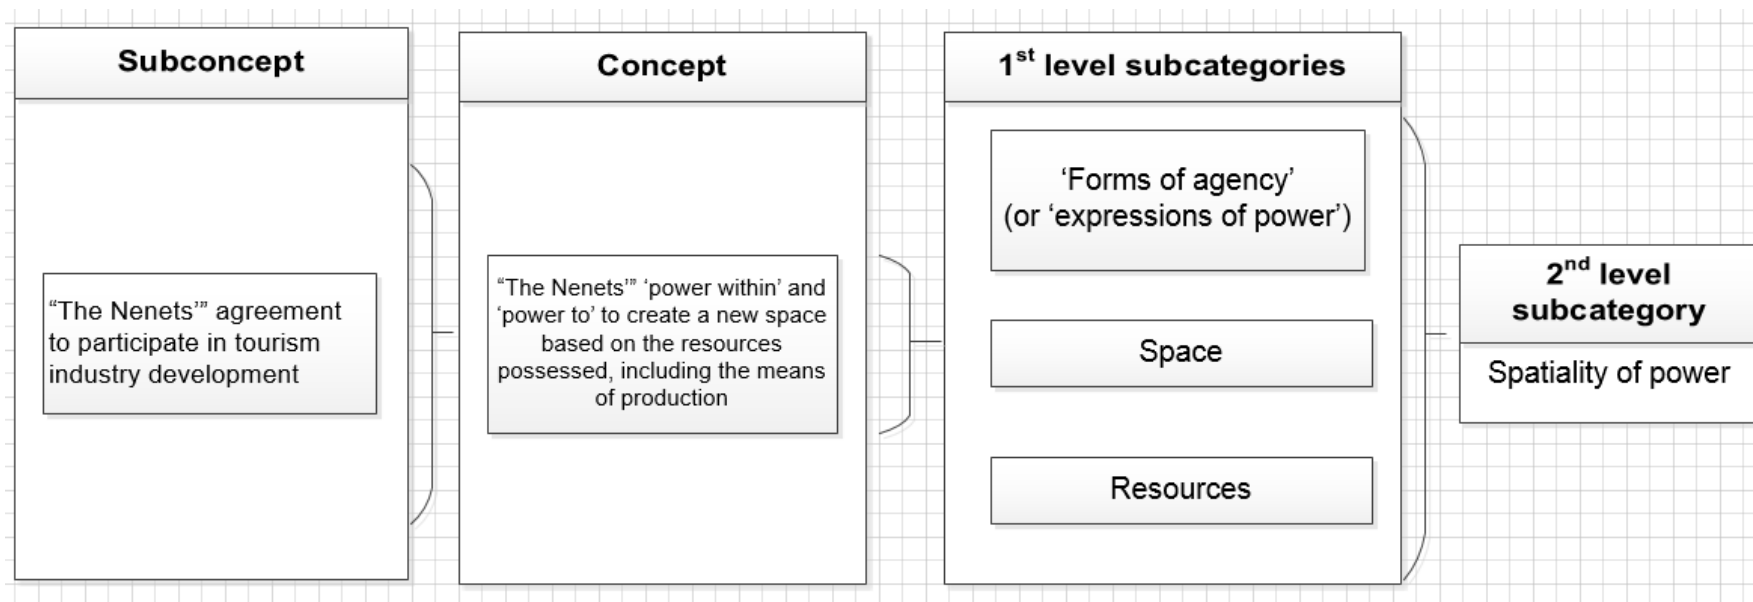 Subconcept
“The Nenets’” agreement
to participate in tourism
industry development
Concept
“The Nenets’” ‘power within’ and
‘power to’ to create a new space
based on the resources
possessed, including the means
of production
1st level subcategories
‘Forms of agency’
(or ‘expressions of power’)
Space
Resources
2nd level
subcategory
Spatiality of power